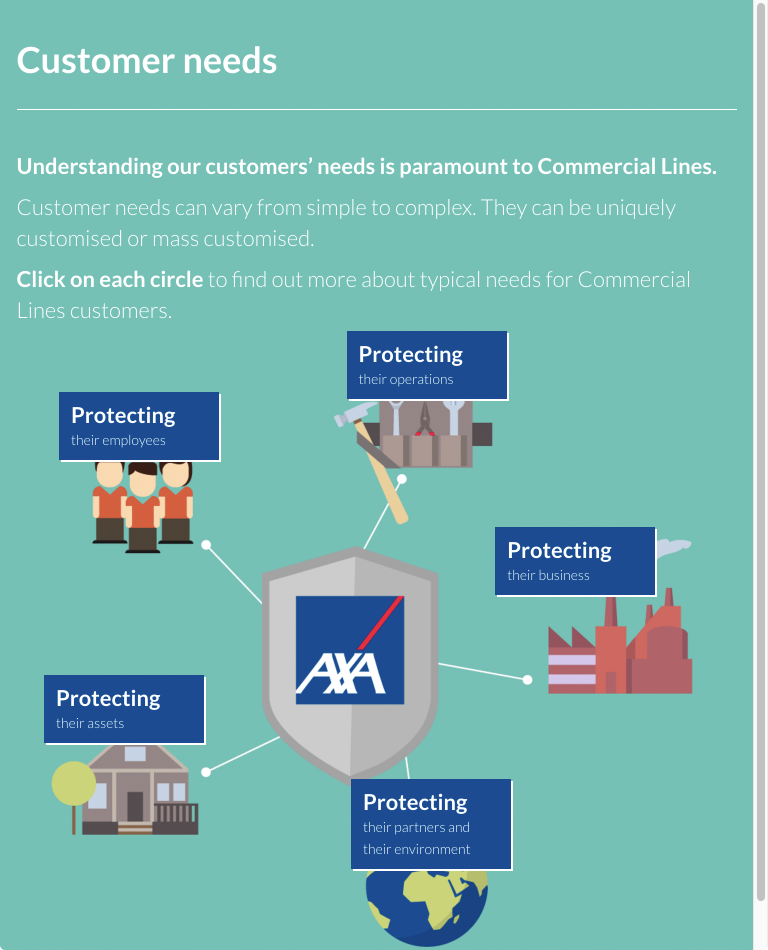 Customer needs
Understanding our customers’ needs is paramount to Commercial Lines.
Customer needs can vary from simple to complex. They can be uniquely
customised or mass customised.
Click on each circle to find out more about typical needs for Commercial
Lines customers.
Protecting
their operations
Protecting
their employees
Protecting
their business
AXA
Protecting
their assets
Protecting
their partners and
their environment